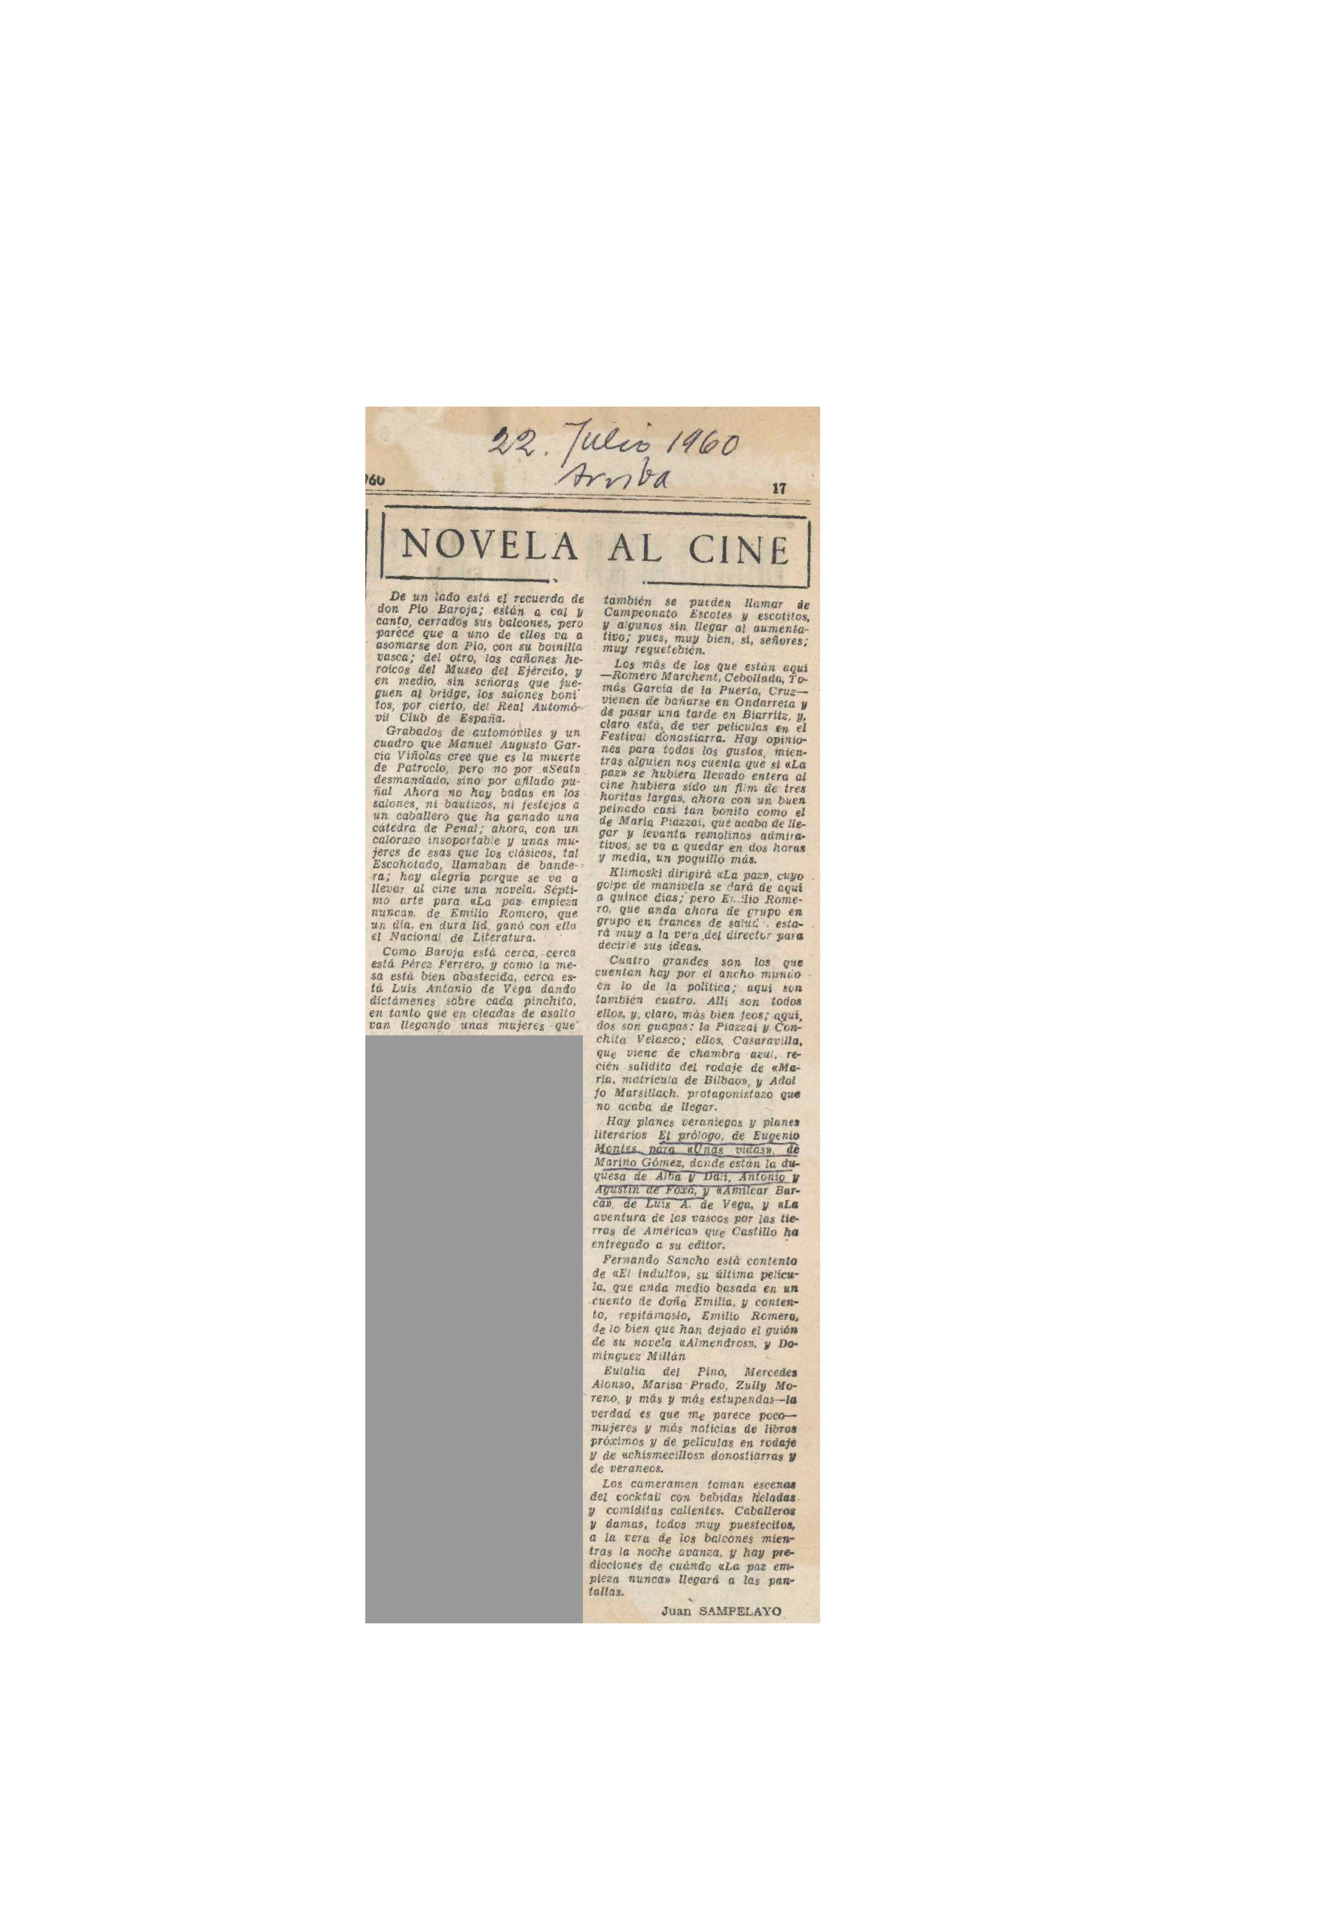 22. Julio 1960
Arriba
960
17
NOVELA AL CINE
De un lado está el recuerdo de
don Pío Baroja; están a cal y
canto, cerrados sus balcones, pero
parece que a uno de ellos va a
asomarse don Pío, con su boinilla
vasca; del otro, los cañones he-
roicos del Museo del Ejército, y
en medio, sin señoras que jue-
guen al bridge, los salones boni
tos, por cierto, del Real Automó-
vil Club de España.
Grabados de automóviles y un
cuadro que Manuel Augusto Gar-
cía Viñolas cree que es la muerte
de Patroclo, pero no por «Seat»
desmandado, sino por afilado pu-
ñal Ahora no hay bodas en los
salones, ni bautizos, ni festejos a
un caballero que ha ganado una
cátedra de Penal; ahora, con un
calorazo insoportable y unas mu-
jeres de esas que los clásicos, tal
Escohotado, llamaban de bande-
ra; hay alegría porque se va a
llevar al cine una novela. Sépti-
mo arte para «La paz empieza
nunca», de Emilio Romero, que
un día, en dura lid, ganó con ella
el Nacional de Literatura.
Como Baroja está cerca, cerca
está Pérez Ferrero, y como la me-
sa está bien abastecida, cerca es-
tá Luis Antonio de Vega dando
dictámenes sobre cada pinchito,
en tanto que en oleadas de asalto
van llegando unas mujeres que
también se pueden llamar de
Campeonato Escotes y escotitos,
y algunos sin llegar al aumenta-
tivo; pues, muy bien, sí, señores;
muy requetebién.
Los más de los que están aquí
—Romero Marchent, Cebollada, To-
más García de la Puerta, Cruz—
vienen de bañarse en Ondarreta y
de pasar una tarde en Biarritz, y,
claro está, de ver películas en el
Festival donostiarra. Hay opinio-
nes para todos los gustos, mien-
tras alguien nos cuenta que si «La
paz» se hubiera llevado entera al
cine hubiera sido un film de tres
horitas largas, ahora con un buen
peinado casi tan bonito como el
de María Piazzai, que acaba de lle-
gar y levanta remolinos admira-
tivos, se va a quedar en dos horas
y media, un poquillo más.
Klimoski dirigirá «La paz», cuyo
golpe de manivela se dará de aquí
a quince días; pero Emilio Rome-
ro, que anda ahora de grupo en
grupo en trances de salud, esta-
rá muy a la vera del director para
decirle sus ideas.
Cuatro grandes son los que
cuentan hay por el ancho mundo
en lo de la política; aquí son
también cuatro. Allí son todos
ellos, y, claro, más bien feos; aquí,
dos son guapas: la Piazzai y Con-
chita Velasco; ellos, Casaravilla,
que viene de chambra azul, re-
cién salidito del rodaje de «Ma-
ría, matrícula de Bilbao», y Adol
fo Marsillach, protagonistazo que
no acaba de llegar.
Hay planes veraniegos y planes
literarios El prólogo, de Eugenio
Montes para «Unas vidas», de
Marino Gómez, donde están la du-
quesa de Alba y Dalí, Antonio y
Agustín de Foxá, y «Amílcar Bar-
ca», de Luis A. de Vega, y «La
aventura de los vascos por las tie-
rras de América» que Castillo ha
entregado a su editor.
Fernando Sancho está contento
de «El indulto», su última pelícu-
la, que anda medio basada en un
cuento de doña Emilia, y conten-
to, repitámoslo, Emilio Romero,
de lo bien que han dejado el guión
de su novela «Almendros», y Do-
mínguez Millán
Eulalia del Pino, Mercedes
Alonso, Marisa Prado, Zully Mo-
reno, y más y más estupendas—la
verdad es que me parece poco—
mujeres y más noticias de libros
próximos y de películas en rodaje
y de «chismecillos» donostiarras y
de veraneos.
Los cameramen toman escenas
del cocktail con bebidas heladas
y comiditas calientes. Caballeros
y damas, todos muy puestecitos,
a la vera de los balcones mien-
tras la noche avanza, y hay pre-
dicciones de cuándo «La paz em-
pieza nunca» llegará a las pan-
tallas.
Juan SAMPELAYO